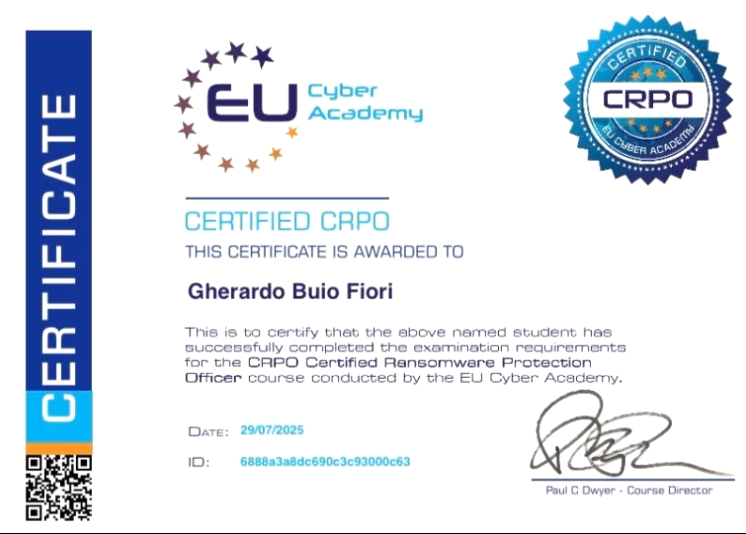 CERTIFICATE
EU Cyber
Academy
CERTIFIED
CRPO
EU CYBER ACADEMY
CERTIFIED CRPO
THIS CERTIFICATE IS AWARDED TO
Gherardo Buio Fiori
This is to certify that the above named student has
successfully completed the examination requirements
for the CRPO Certified Ransomware Protection
Officer course conducted by the EU Cyber Academy.
DATE: 29/07/2025
ID: 6888a3a8dc690c3c93000c63
Paul C Dwyer - Course Director